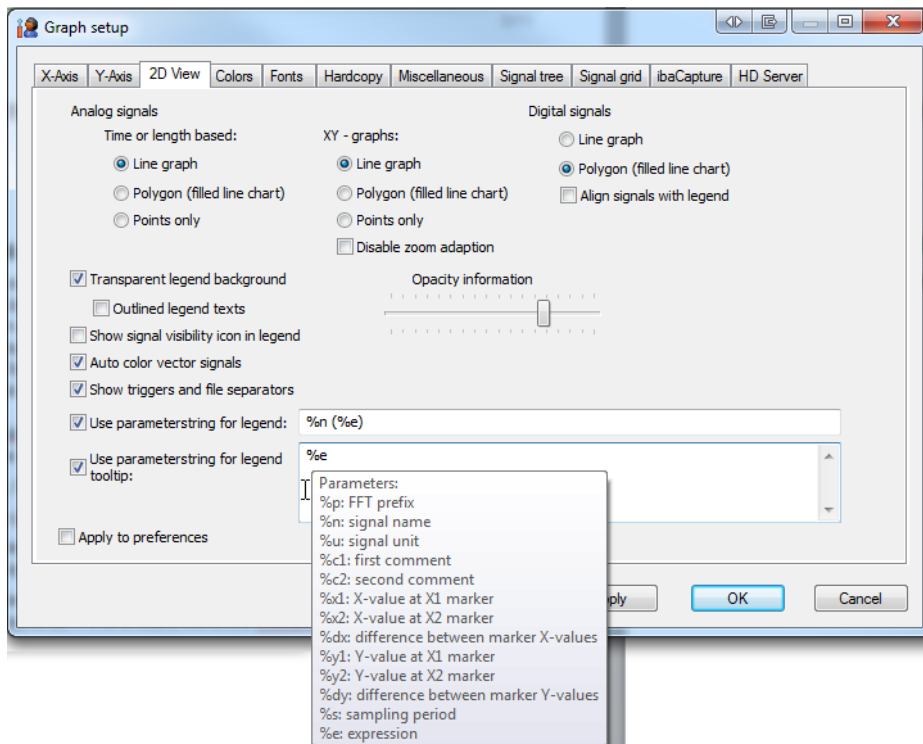 Graph setup
X-Axis Y-Axis 2D View Colors Fonts Hardcopy Miscellaneous Signal tree Signal grid ibaCapture HD Server
Analog signals
Digital signals
Time or length based:
XY - graphs:
Line graph
Line graph
Line graph
Polygon (filled line chart)
Polygon (filled line chart)
Polygon (filled line chart)
Points only
Points only
Align signals with legend
Disable zoom adaption
Transparent legend background
Opacity information
Outlined legend texts
Show signal visibility icon in legend
Auto color vector signals
Show triggers and file separators
Use parameterstring for legend: %n (%e)
Use parameterstring for legend
tooltip:
%e
Parameters:
%p: FFT prefix
%n: signal name
%u: signal unit
%c1: first comment
%c2: second comment
%x1: X-value at X1 marker
%x2: X-value at X2 marker
%dx: difference between marker X-values
%y1: Y-value at X1 marker
%y2: Y-value at X2 marker
%dy: difference between marker Y-values
%s: sampling period
%e: expression
Apply to preferences
OK
Cancel